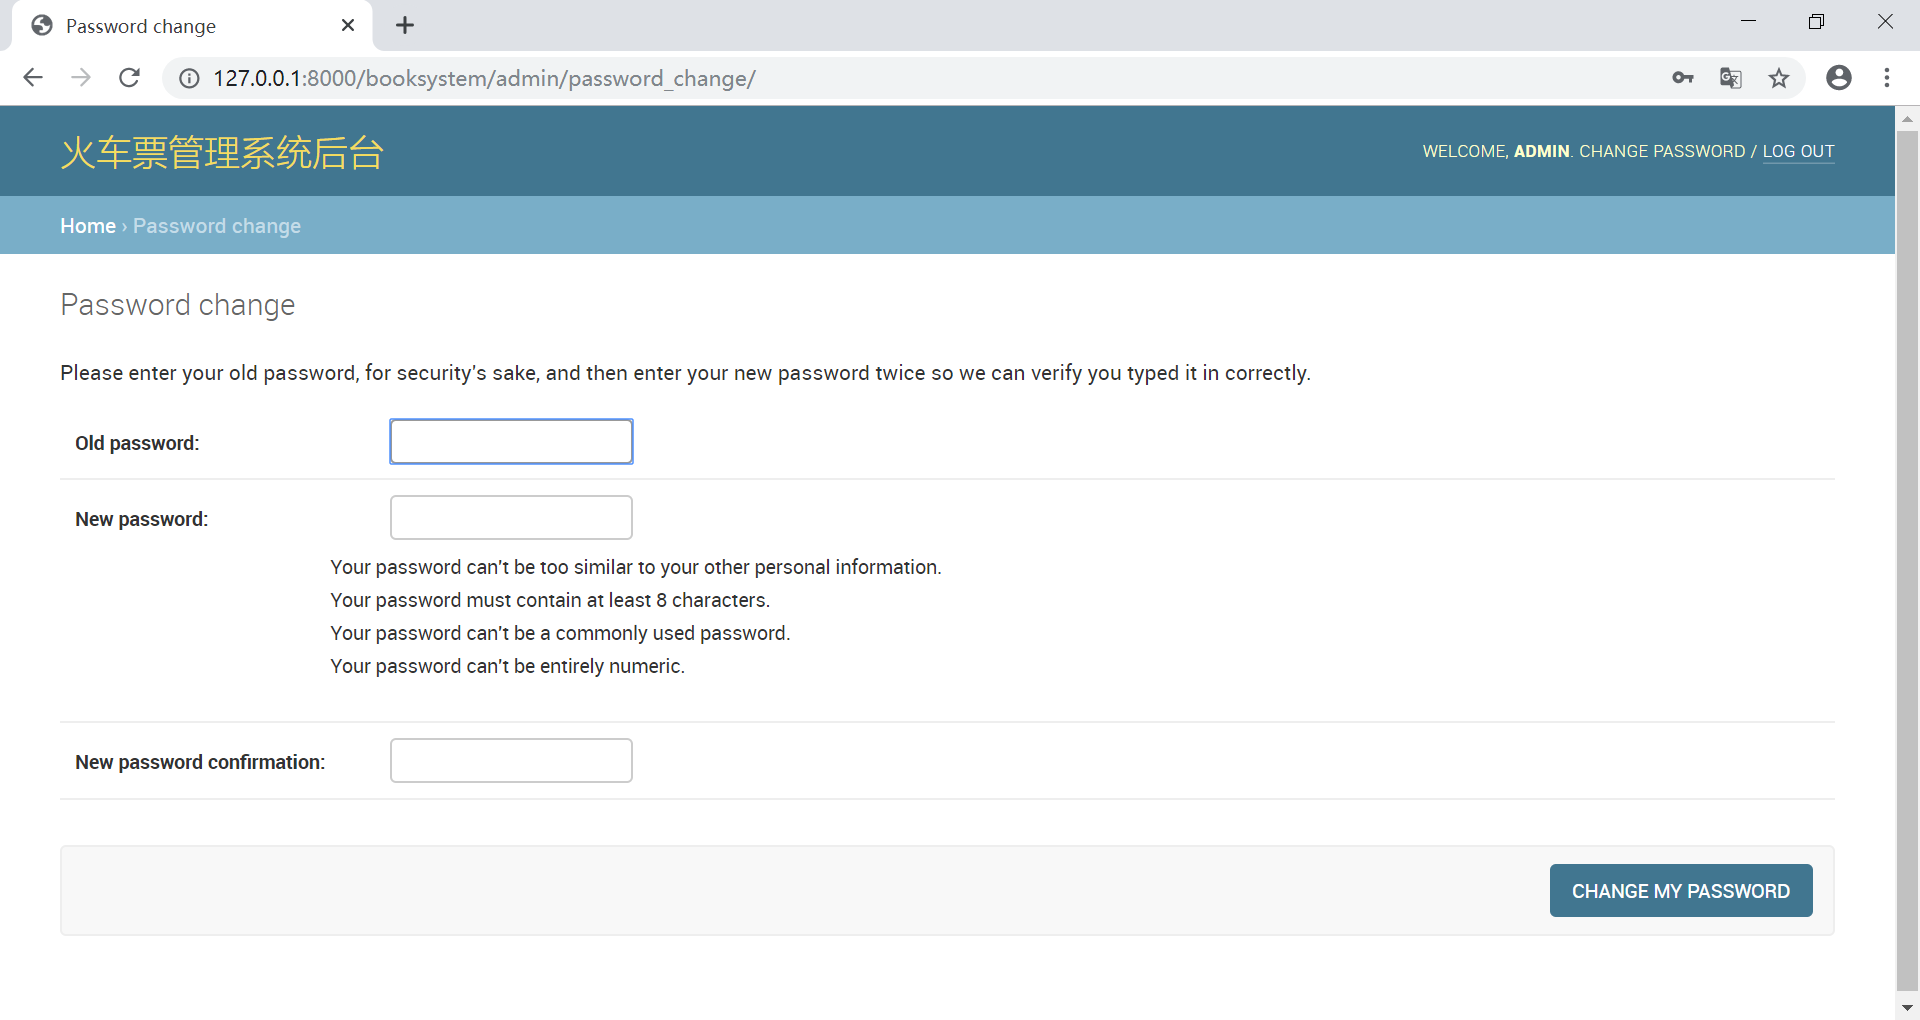 Password change
127.0.0.1:8000/booksystem/admin/password_change/
火车票管理系统后台
WELCOME, ADMIN. CHANGE PASSWORD / LOG OUT
Home › Password change
Password change
Please enter your old password, for security's sake, and then enter your new password twice so we can verify you typed it in correctly.
Old password:
New password:
Your password can't be too similar to your other personal information.
Your password must contain at least 8 characters.
Your password can't be a commonly used password.
Your password can't be entirely numeric.
New password confirmation:
CHANGE MY PASSWORD